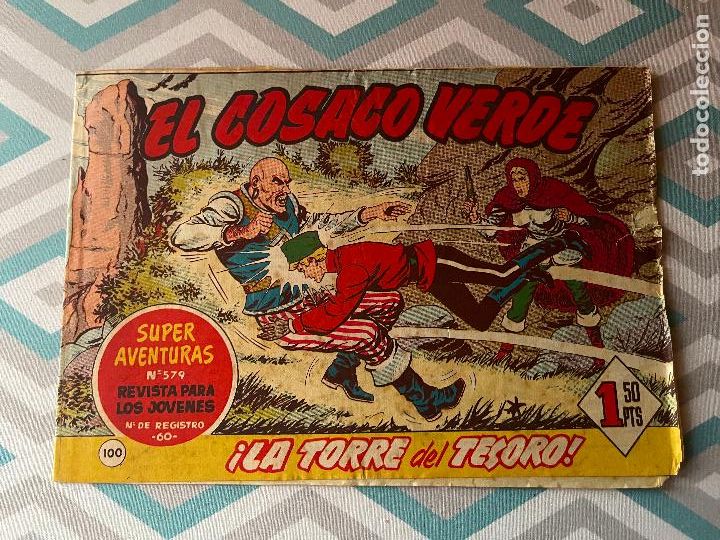 EL COSACO VERDE
SUPER
AVENTURAS
Nº 579
REVISTA PARA
LOS JOVENES
Nº DE REGISTRO
-60-
100
¡LA TORRE del TESORO!
1 50
PTS
todocoleccion